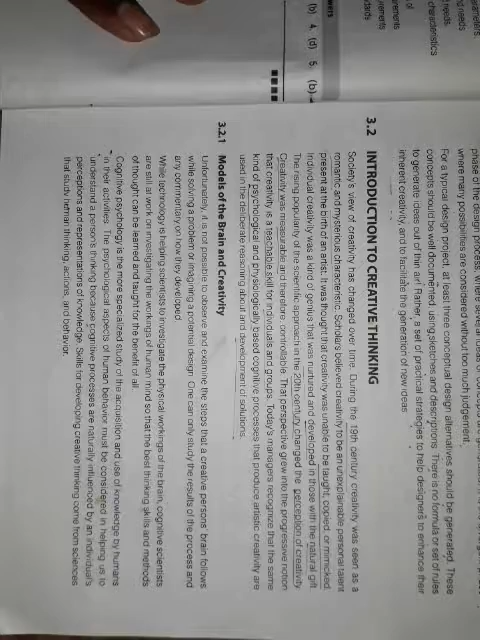 phase of the design process, where several ideas or concepts are
where many possibilities are considered without too much judgement.
For a typical design project, at least three conceptual design alternatives should be generated. These
concepts should be well documented, using sketches and descriptions. There is no formula or set of rules
to generate ideas out of thin air. Rather, a set of practical strategies to help designers to enhance their
inherent creativity, and to facilitate the generation of new ideas.
3.2 INTRODUCTION TO CREATIVE THINKING
Society's view of creativity has changed over time. During the 19th century creativity was seen as a
romantic and mysterious characteristic. Scholars believed creativity to be an unexplainable personal talent
present at the birth of an artist. It was thought that creativity was unable to be taught, copied or mimicked.
Individual creativity was a kind of genius that was nurtured and developed in those with the natural gift.
The rising popularity of the scientific approach in the 20th century changed the perception of creativity.
Creativity was measurable and therefore, controllable. That perspective grew into the progressive notion
that creativity is a teachable skill for individuals and groups. Today's managers recognize that the same
kind of psychological and physiologically based cognitive processes that produce artistic creativity are
used in the deliberate reasoning about and development of solutions.
3.2.1 Models of the Brain and Creativity
Unfortunately, it is not possible to observe and examine the steps that a creative persons' brain follows
while solving a problem or imagining a potential design. One can only study the results of the process and
any commentary on how they developed.
While technology is helping scientists to investigate the physical workings of the brain, cognitive scientists
are still at work on investigating the workings of human mind so that the best thinking skills and methods
of thought can be learned and taught for the benefit of all.
Cognitive psychology is the more specialized study of the acquisition and use of knowledge by humans
in their activities. The psychological aspects of human behavior must be considered in helping us to
understand a person's thinking because cognitive processes are naturally influenced by an individual's
perceptions and representations of knowledge. Skills for developing creative thinking come from sciences
that study human thinking, actions, and behavior.
needs
characteristics
(b) 4. (d) 5. (b)